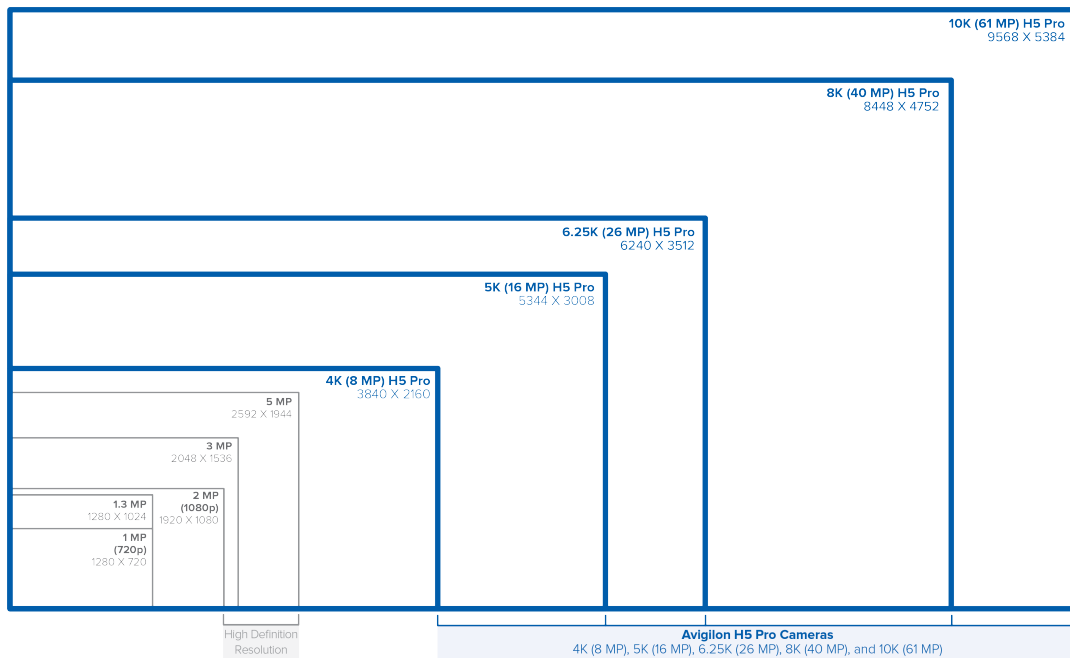 10K (61 MP) H5 Pro
9568 X 5384
8K (40 MP) H5 Pro
8448 X 4752
6.25K (26 MP) H5 Pro
6240 X 3512
5K (16 MP) H5 Pro
5344 X 3008
4K (8 MP) H5 Pro
3840 X 2160
5 MP
2592 X 1944
3 MP
2048 X 1536
2 MP
(1080p)
1920 X 1080
1.3 MP
1280 X 1024
1 MP
(720p)
1280 X 720
High Definition
Resolution
Avigilon H5 Pro Cameras
4K (8 MP), 5K (16 MP), 6.25K (26 MP), 8K (40 MP), and 10K (61 MP)